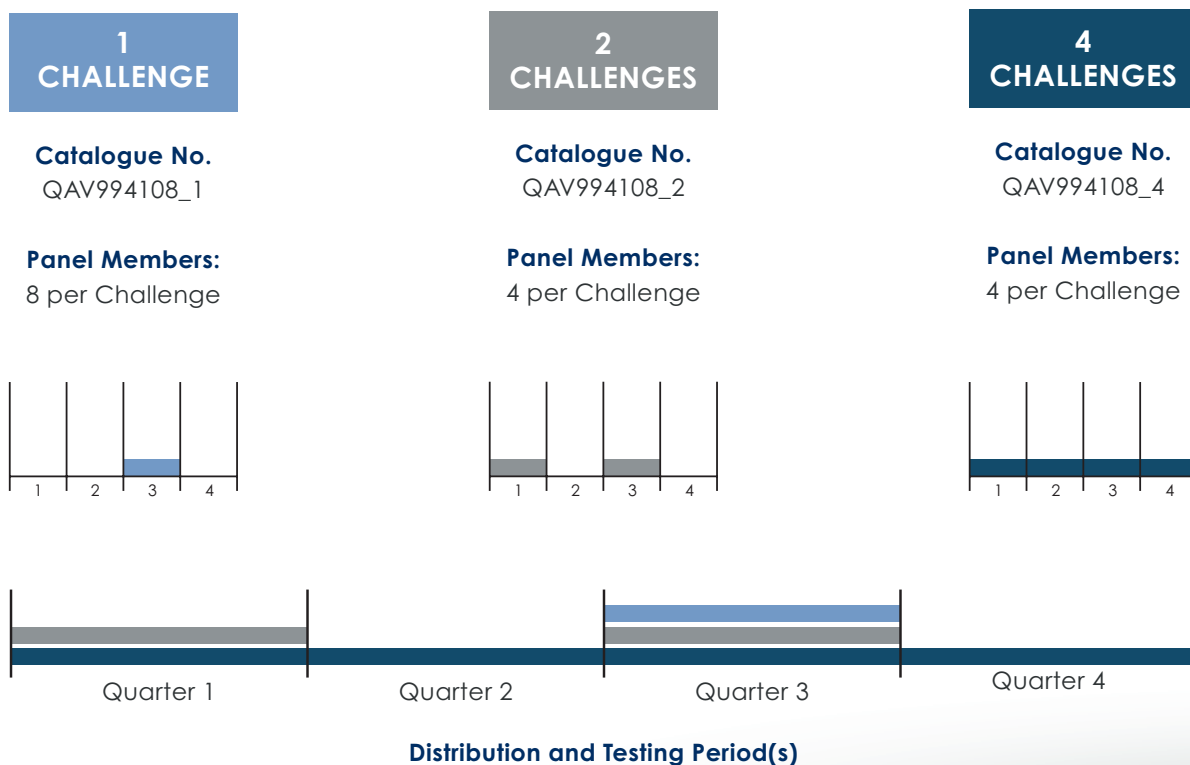 1
CHALLENGE
Catalogue No.
QAV994108_1
Panel Members:
8 per Challenge
1 2 3 4
2
CHALLENGES
Catalogue No.
QAV994108_2
Panel Members:
4 per Challenge
1 2 3 4
4
CHALLENGES
Catalogue No.
QAV994108_4
Panel Members:
4 per Challenge
1 2 3 4
Quarter 1 Quarter 2 Quarter 3 Quarter 4
Distribution and Testing Period(s)